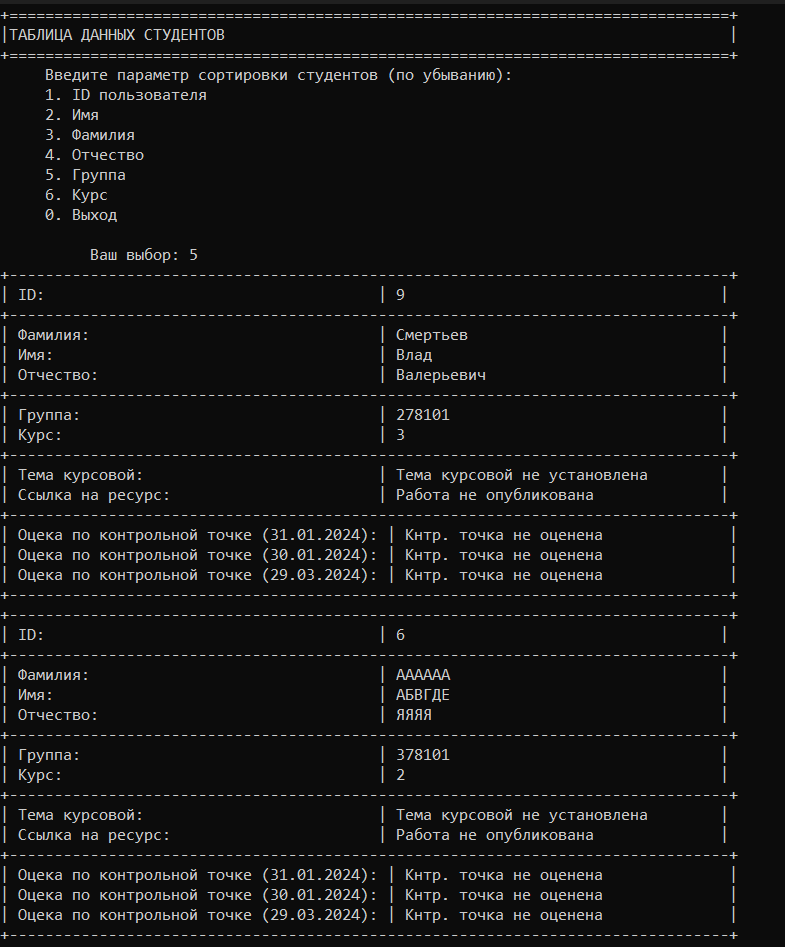 ТАБЛИЦА ДАННЫХ СТУДЕНТОВ
Введите параметр сортировки студентов (по убыванию):
1. ID пользователя
2. Имя
3. Фамилия
4. Отчество
5. Группа
6. Курс
0. Выход
Ваш выбор: 5
| ID: | 9 |
| Фамилия: | Смертьев |
| Имя: | Влад |
| Отчество: | Валерьевич |
| Группа: | 278101 |
| Курс: | 3 |
| Тема курсовой: | Тема курсовой не установлена |
| Ссылка на ресурс: | Работа не опубликована |
| Оцека по контрольной точке (31.01.2024): | Кнтр. точка не оценена |
| Оцека по контрольной точке (30.01.2024): | Кнтр. точка не оценена |
| Оцека по контрольной точке (29.03.2024): | Кнтр. точка не оценена |
| ID: | 6 |
| Фамилия: | АААААА |
| Имя: | АБВГДЕ |
| Отчество: | ЯЯЯЯ |
| Группа: | 378101 |
| Курс: | 2 |
| Тема курсовой: | Тема курсовой не установлена |
| Ссылка на ресурс: | Работа не опубликована |
| Оцека по контрольной точке (31.01.2024): | Кнтр. точка не оценена |
| Оцека по контрольной точке (30.01.2024): | Кнтр. точка не оценена |
| Оцека по контрольной точке (29.03.2024): | Кнтр. точка не оценена |